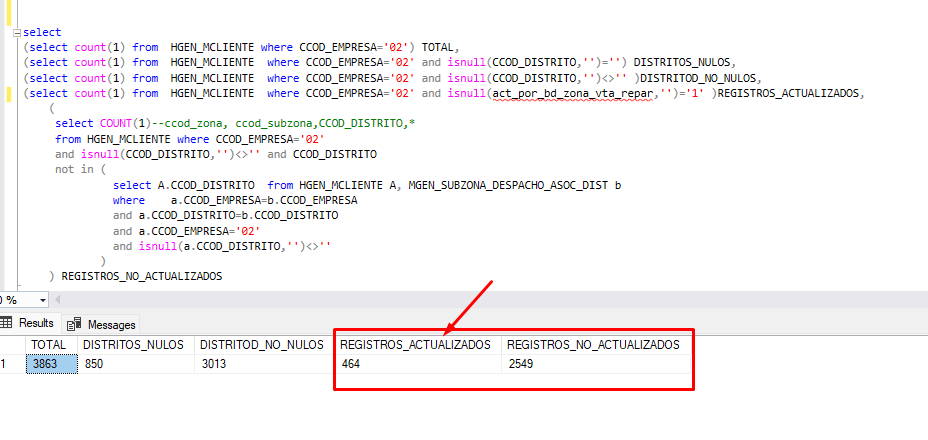 select
(select count(1) from  HGEN_MCLIENTE where CCOD_EMPRESA='02') TOTAL,
(select count(1) from  HGEN_MCLIENTE  where CCOD_EMPRESA='02' and isnull(CCOD_DISTRITO,'')='') DISTRITOS_NULOS,
(select count(1) from  HGEN_MCLIENTE  where CCOD_EMPRESA='02' and isnull(CCOD_DISTRITO,'')<>'' )DISTRITOD_NO_NULOS,
(select count(1) from  HGEN_MCLIENTE  where CCOD_EMPRESA='02' and isnull(act_por_bd_zona_vta_repar,'')='1' )REGISTROS_ACTUALIZADOS,
(
select COUNT(1)--ccod_zona, ccod_subzona,CCOD_DISTRITO,*
from HGEN_MCLIENTE where CCOD_EMPRESA='02'
and isnull(CCOD_DISTRITO,'')<>'' and CCOD_DISTRITO
not in (
select A.CCOD_DISTRITO  from HGEN_MCLIENTE A, MGEN_SUBZONA_DESPACHO_ASOC_DIST b
where    a.CCOD_EMPRESA=b.CCOD_EMPRESA
and a.CCOD_DISTRITO=b.CCOD_DISTRITO
and a.CCOD_EMPRESA='02'
and isnull(a.CCOD_DISTRITO,'')<>''
)
) REGISTROS_NO_ACTUALIZADOS
0 %
Results Messages
TOTAL DISTRITOS_NULOS DISTRITOD_NO_NULOS REGISTROS_ACTUALIZADOS REGISTROS_NO_ACTUALIZADOS
1 3863 850 3013 464 2549